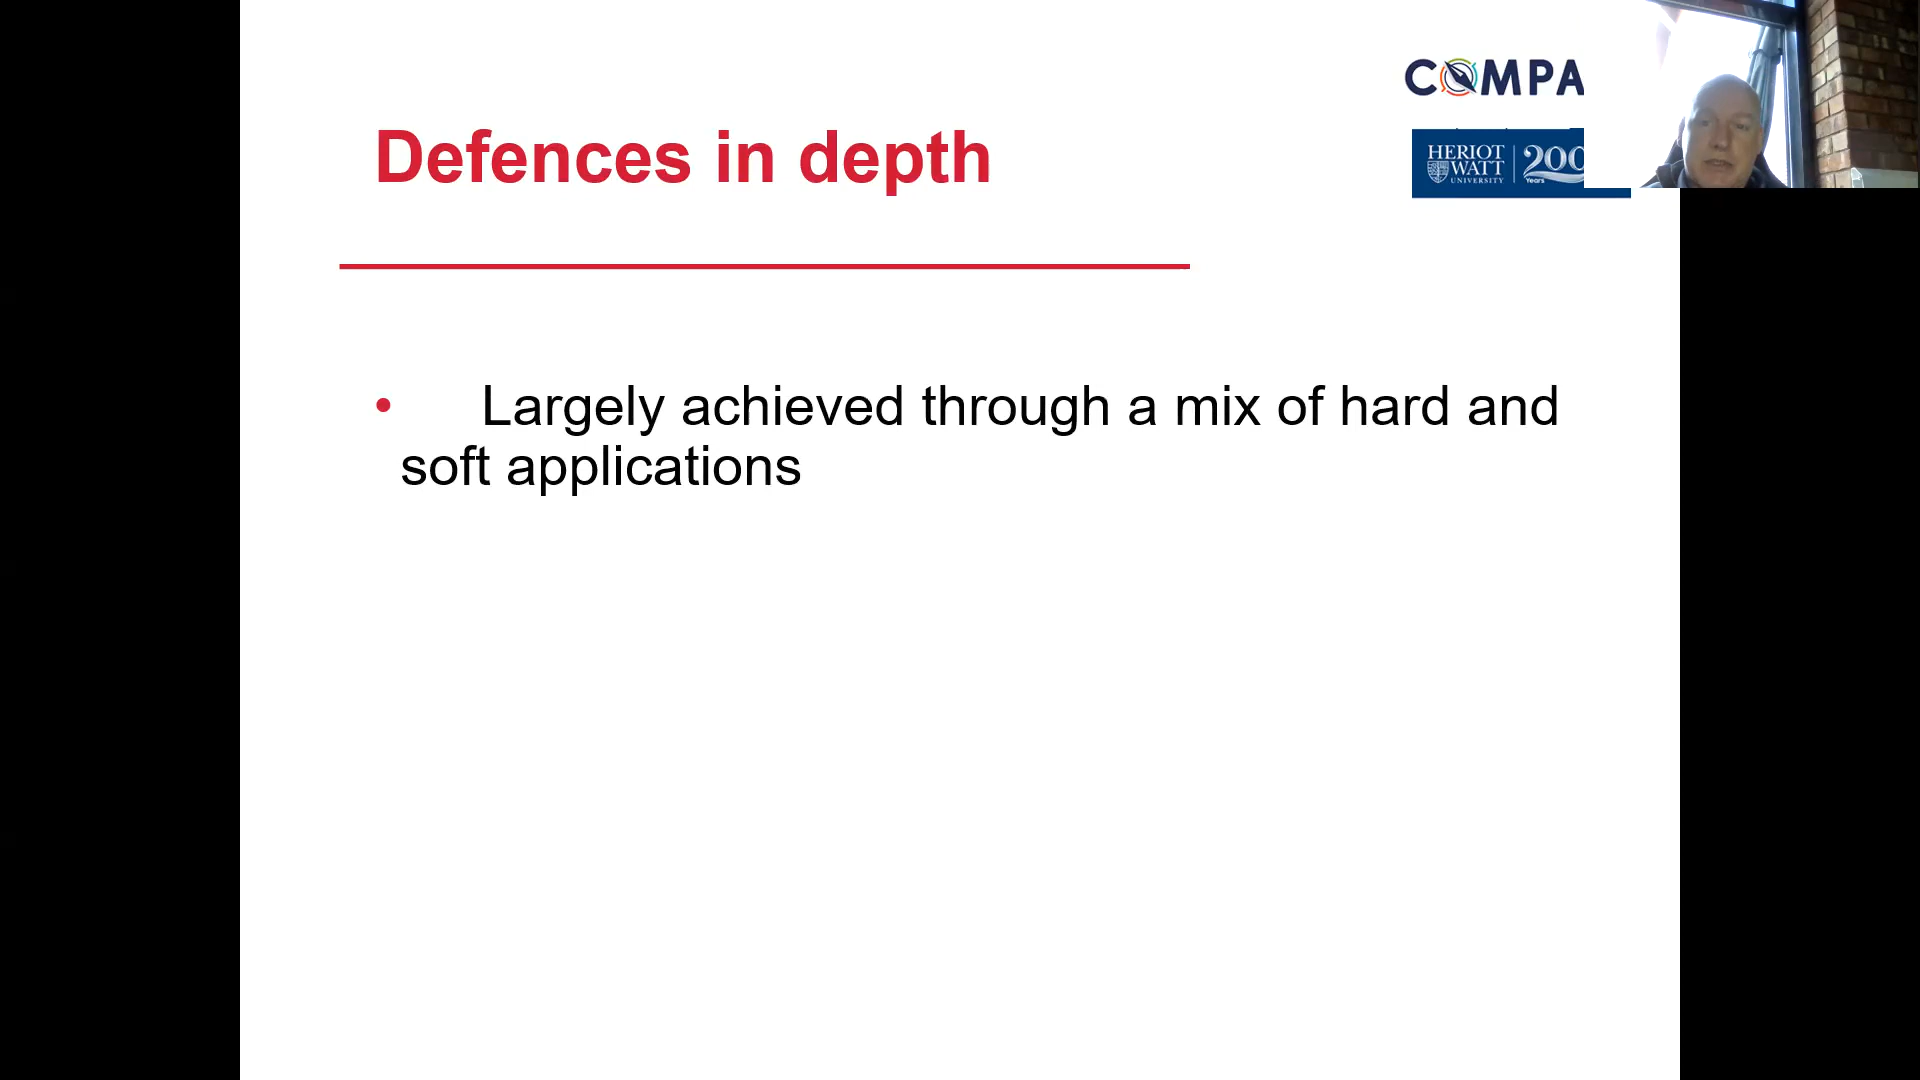 COMPA
Defences in depth
HERIOT
WATT
UNIVERSITY
200
Years
• Largely achieved through a mix of hard and
soft applications